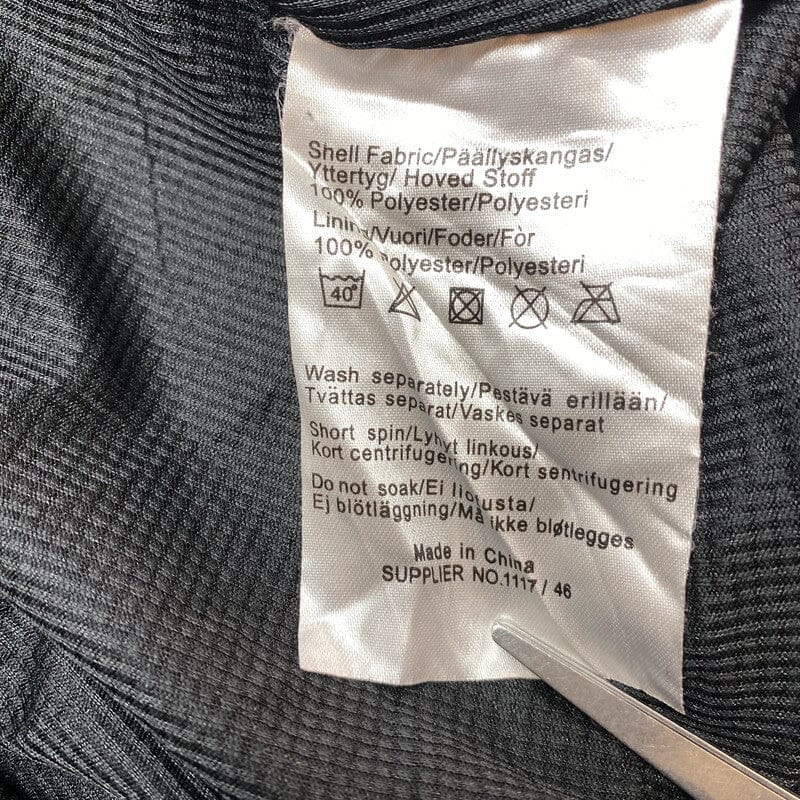 Shell Fabric/Päällyskangas/
Yttertyg/ Hoved Stoff
100% Polyester/Polyesteri
Lining/Vuori/Foder/Fòr
100% Polyester/Polyesteri
40°
Wash separately/Pestävä erillään/
Tvättas separat/Vaskes separat
Short spin/Lyhyt linkous/
Kort centrifugering/Kort sentrifugering
Do not soak/Ei liotusta/
Ej blötläggning/Må ikke bløtlegges
Made in China
SUPPLIER NO.1117 / 46